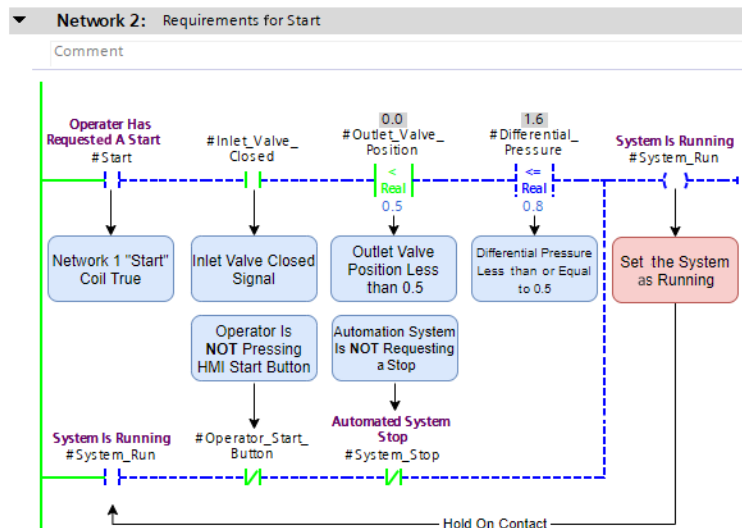 Network 2: Requirements for Start
Comment
Operater Has
Requested A Start
#Start
#Inlet_Valve_
Closed
0.0
#Outlet_Valve_
Position
<
Real
0.5
1.6
#Differential_
Pressure
<=
Real
0.8
System Is Running
#System_Run
Network 1 "Start"
Coil True
Inlet Valve Closed
Signal
Outlet Valve
Position Less
than 0.5
Differential Pressure
Less than or Equal
to 0.5
Set the System
as Running
Operator Is
NOT Pressing
HMI Start Button
Automation System
Is NOT Requesting
a Stop
System Is Running
#System_Run
#Operator_Start_
Button
Automated System
Stop
#System_Stop
Hold On Contact